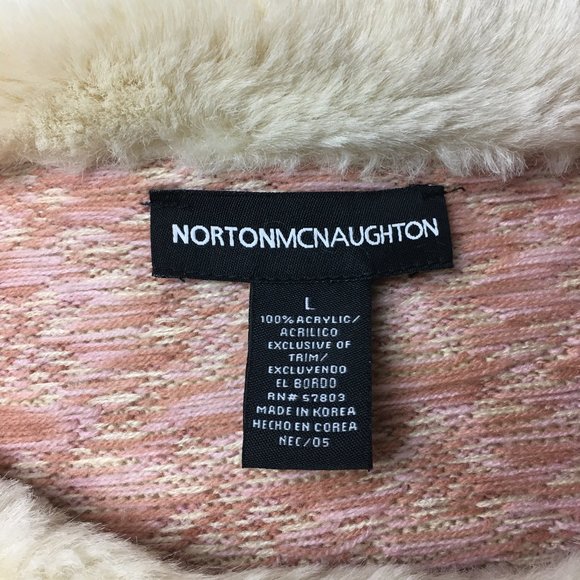 NORTONMCNAUGHTON
L
100% ACRYLIC/
ACRILICO
EXCLUSIVE OF
TRIM/
EXCLUYENDO
EL BORDO
RN# 57803
MADE IN KOREA
HECHO EN COREA
NEC/05